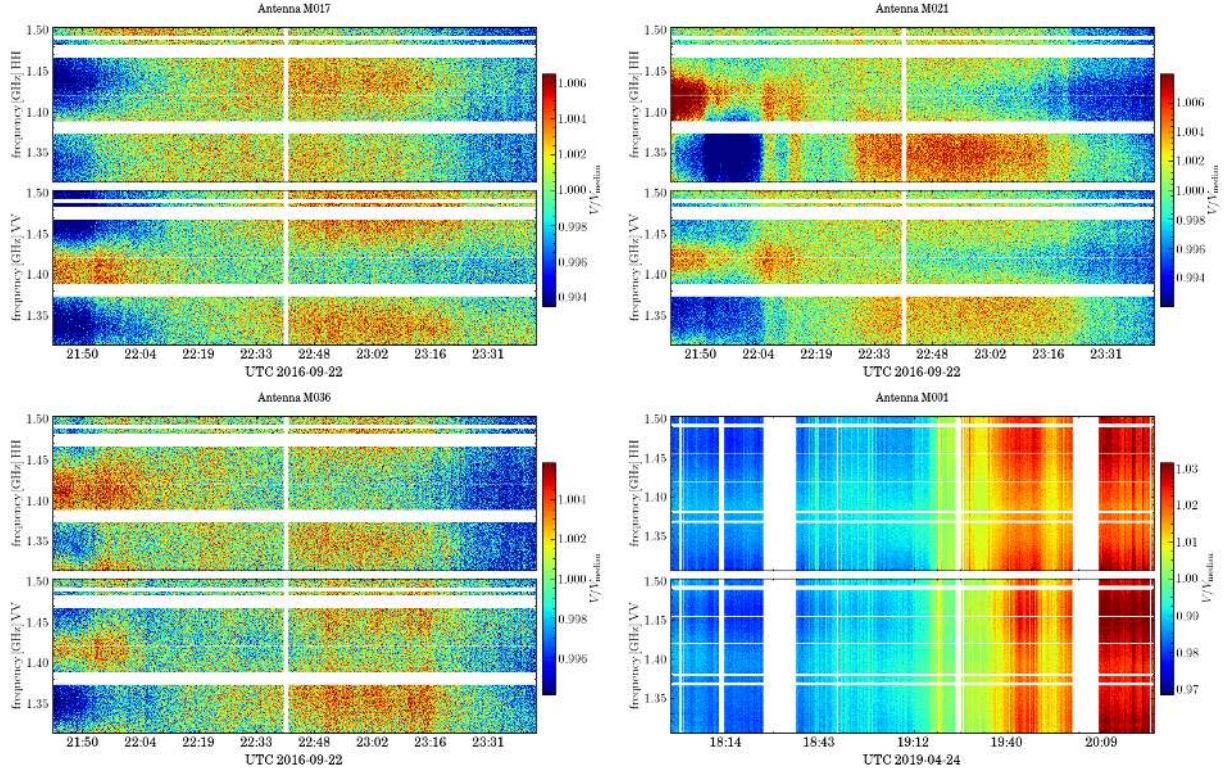 Antenna M017
1.50
1.45
1.40
1.35
frequency [GHz] HH
1.50
1.45
1.40
1.35
frequency [GHz] VV
21:50 22:04 22:19 22:33 22:48 23:02 23:16 23:31
UTC 2016-09-22
1.006
1.004
1.002
1.000
0.998
0.996
0.994
V/Vmedian
Antenna M021
1.50
1.45
1.40
1.35
frequency [GHz] HH
1.50
1.45
1.40
1.35
frequency [GHz] VV
21:50 22:04 22:19 22:33 22:48 23:02 23:16 23:31
UTC 2016-09-22
1.006
1.004
1.002
1.000
0.998
0.996
0.994
V/Vmedian
Antenna M036
1.50
1.45
1.40
1.35
frequency [GHz] HH
1.50
1.45
1.40
1.35
frequency [GHz] VV
21:50 22:04 22:19 22:33 22:48 23:02 23:16 23:31
UTC 2016-09-22
1.004
1.002
1.000
0.998
0.996
V/Vmedian
Antenna M001
1.50
1.45
1.40
1.35
frequency [GHz] HH
1.50
1.45
1.40
1.35
frequency [GHz] VV
18:14 18:43 19:12 19:40 20:09
UTC 2019-04-24
1.03
1.02
1.01
1.00
0.99
0.98
0.97
V/Vmedian